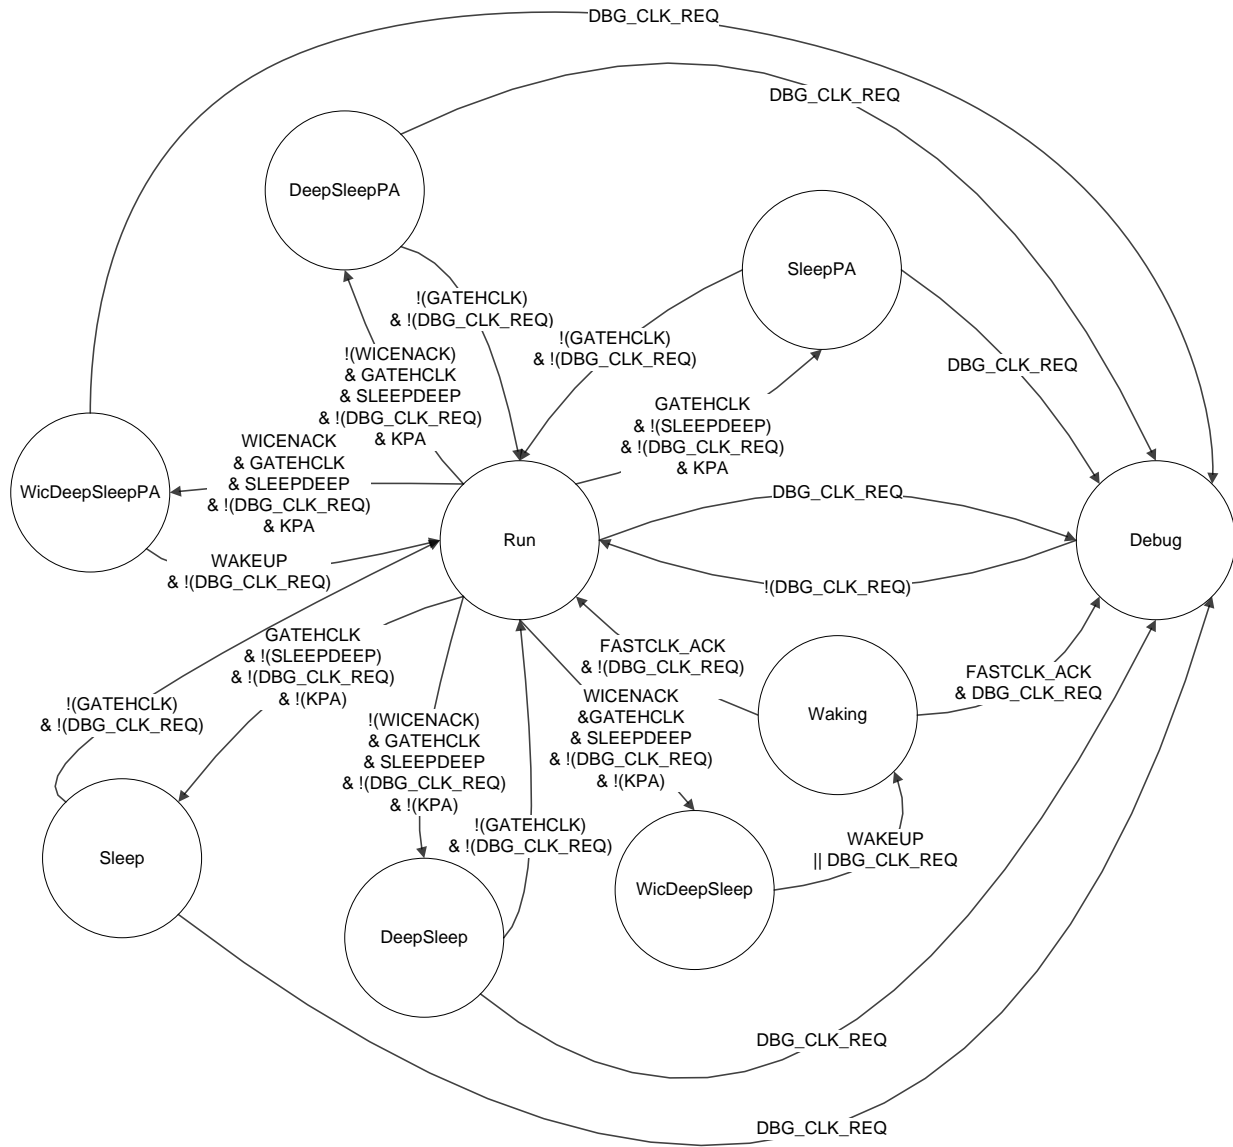 DBG_CLK_REQ
DBG_CLK_REQ
DeepSleepPA
SleepPA
!(GATEHCLK)
& !(DBG_CLK_REQ)
!(GATEHCLK)
& !(DBG_CLK_REQ)
!(WICENACK)
& GATEHCLK
& SLEEPDEEP
& !(DBG_CLK_REQ)
& KPA
DBG_CLK_REQ
GATEHCLK
& !(SLEEPDEEP)
& !(DBG_CLK_REQ)
& KPA
WICENACK
& GATEHCLK
& SLEEPDEEP
& !(DBG_CLK_REQ)
& KPA
WicDeepSleepPA
DBG_CLK_REQ
Run
Debug
WAKEUP
& !(DBG_CLK_REQ)
!(DBG_CLK_REQ)
GATEHCLK
& !(SLEEPDEEP)
& !(DBG_CLK_REQ)
& !(KPA)
FASTCLK_ACK
& !(DBG_CLK_REQ)
FASTCLK_ACK
& DBG_CLK_REQ
!(GATEHCLK)
& !(DBG_CLK_REQ)
WICENACK
&GATEHCLK
& SLEEPDEEP
& !(DBG_CLK_REQ)
& !(KPA)
Waking
!(WICENACK)
& GATEHCLK
& SLEEPDEEP
& !(DBG_CLK_REQ)
& !(KPA)
!(GATEHCLK)
& !(DBG_CLK_REQ)
WAKEUP
|| DBG_CLK_REQ
Sleep
WicDeepSleep
DeepSleep
DBG_CLK_REQ
DBG_CLK_REQ